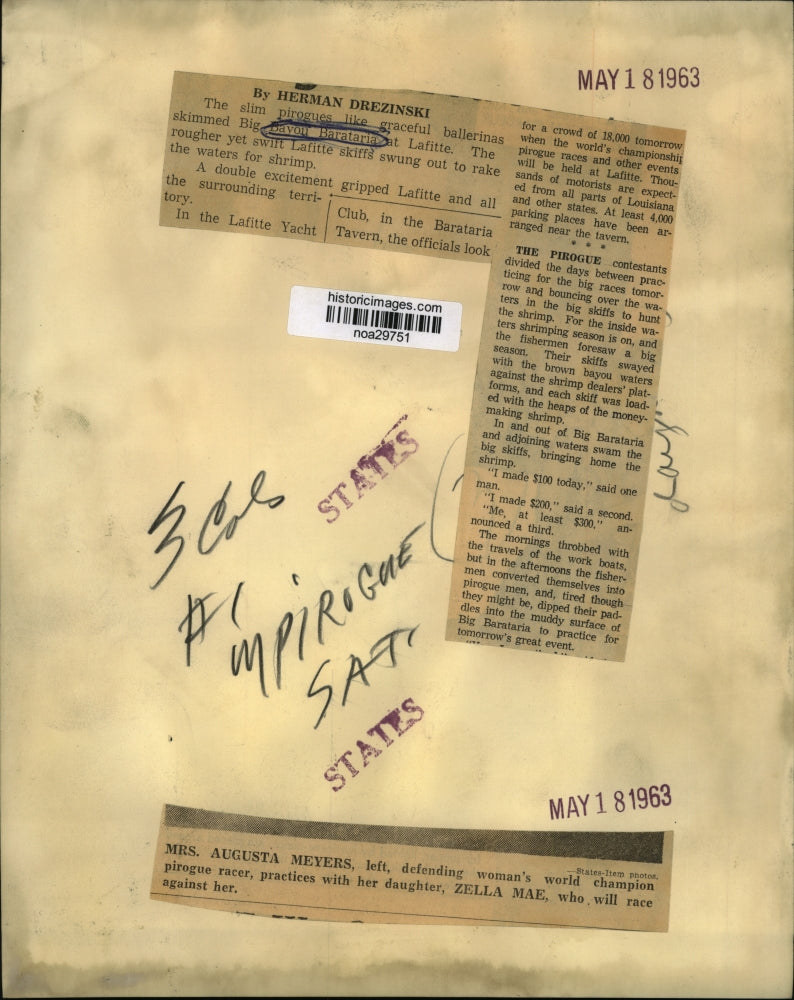 MAY 18 1963
By HERMAN DREZINSKI
The slim pirogues like graceful ballerinas
skimmed Big Bayou Barataria at Lafitte. The
rougher yet swift Lafitte skiffs swung out to rake
the waters for shrimp.
A double excitement gripped Lafitte and all
the surrounding terri-
tory.
In the Lafitte Yacht
Club, in the Barataria
Tavern, the officials look
for a crowd of 18,000 tomorrow
when the world's championship
pirogue races and other events
will be held at Lafitte. Thou-
sands of motorists are expect-
ed from all parts of Louisiana
and other states. At least 4,000
parking places have been ar-
ranged near the tavern.
* * *
THE PIROGUE contestants
divided the days between prac-
ticing for the big races tomor-
row and bouncing over the wa-
ters in the big skiffs to hunt
the shrimp. For the inside wa-
ters shrimping season is on, and
the fishermen foresaw a big
season. Their skiffs swayed
with the brown bayou waters
against the shrimp dealers' plat-
forms, and each skiff was load-
ed with the heaps of the money-
making shrimp.
In and out of Big Barataria
and adjoining waters swam the
big skiffs, bringing home the
shrimp.
"I made $100 today," said one
man.
"I made $200," said a second.
"Me, at least $300," an-
nounced a third.
The mornings throbbed with
the travels of the work boats,
but in the afternoons the fisher-
men converted themselves into
pirogue men, and, tired though
they might be, dipped their pad-
dles into the muddy surface of
Big Barataria to practice for
tomorrow's great event.
historicimages.com
noa29751
STATES
3 Cols
#1
MPIROGUE
SAT.
STATES
MAY 18 1963
—States-Item photos.
MRS. AUGUSTA MEYERS, left, defending woman's world champion
pirogue racer, practices with her daughter, ZELLA MAE, who will race
against her.